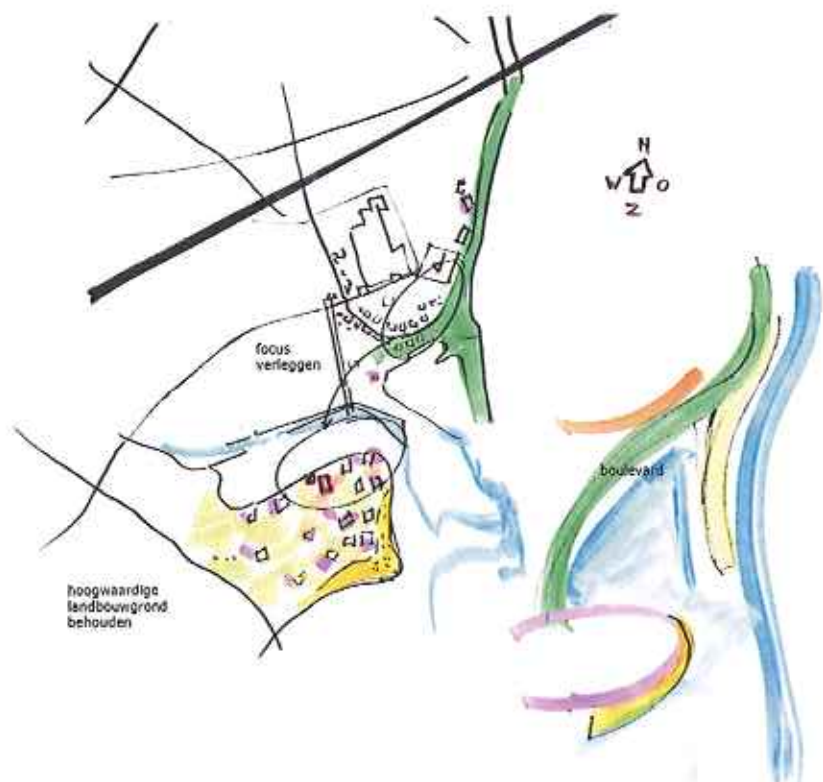 N
W O
Z
focus
verleggen
boulevard
hoogwaardige
landbouwgrond
behouden